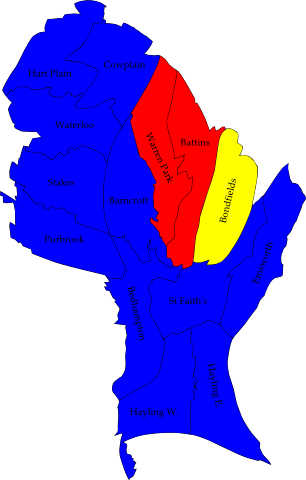 Cowplain
Hart Plain
Waterloo
Battins
Warren Park
Stakes
Bondfields
Barncroft
Purbrook
Emsworth
Bedhampton
St Faith's
Hayling W.
Hayling E.